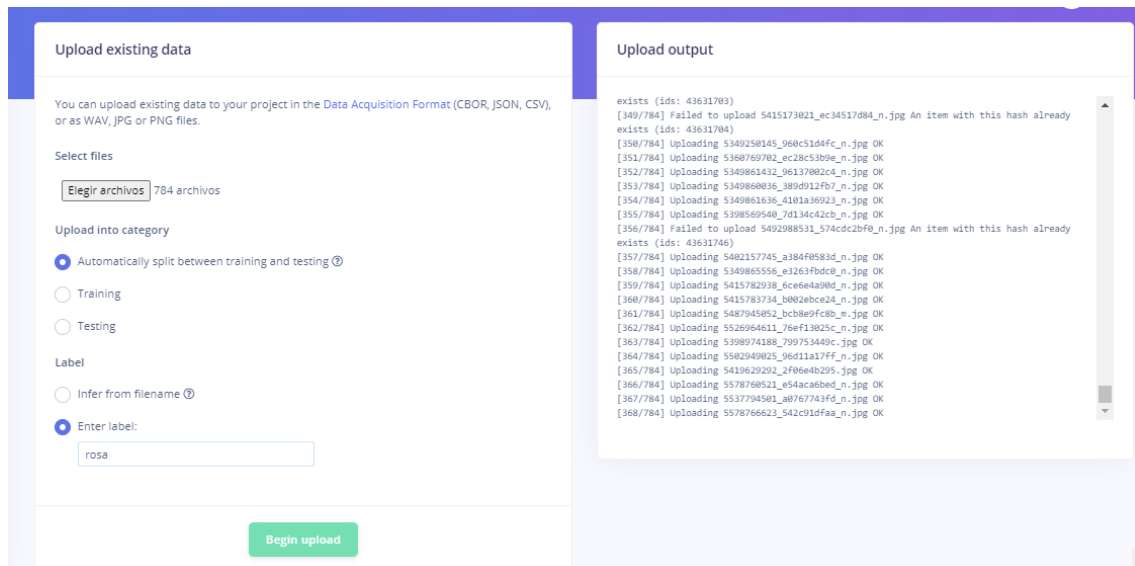 Upload existing data
You can upload existing data to your project in the Data Acquisition Format (CBOR, JSON, CSV),
or as WAV, JPG or PNG files.
Select files
Elegir archivos 784 archivos
Upload into category
Automatically split between training and testing
Training
Testing
Label
Infer from filename
Enter label:
rosa
Begin upload
Upload output
exists (ids: 43631703)
[349/784] Failed to upload 5415173021_ec34517d84_n.jpg An item with this hash already
exists (ids: 43631704)
[350/784] Uploading 5349250145_960c51d4fc_n.jpg OK
[351/784] Uploading 5360769702_ec28c53b9e_n.jpg OK
[352/784] Uploading 5349861432_96137002c4_n.jpg OK
[353/784] Uploading 5349860036_389d912fb7_n.jpg OK
[354/784] Uploading 5349861636_4101a36923_n.jpg OK
[355/784] Uploading 5398569540_7d134c42cb_n.jpg OK
[356/784] Failed to upload 5492988531_574cdc2bf0_n.jpg An item with this hash already
exists (ids: 43631746)
[357/784] Uploading 5402157745_a384f0583d_n.jpg OK
[358/784] Uploading 5349865556_e3263fbdc0_n.jpg OK
[359/784] Uploading 5415782938_6ce6e4a90d_n.jpg OK
[360/784] Uploading 5415783734_b002ebce24_n.jpg OK
[361/784] Uploading 5487945052_bcb8e9fc8b_m.jpg OK
[362/784] Uploading 5526964611_76ef13025c_n.jpg OK
[363/784] Uploading 5398974188_799753449c.jpg OK
[364/784] Uploading 5502949025_96d11a17ff_n.jpg OK
[365/784] Uploading 5419629292_2f06e4b295.jpg OK
[366/784] Uploading 5578760521_e54aca6bed_n.jpg OK
[367/784] Uploading 5537794501_a0767743fd_n.jpg OK
[368/784] Uploading 5578766623_542c91dfaa_n.jpg OK